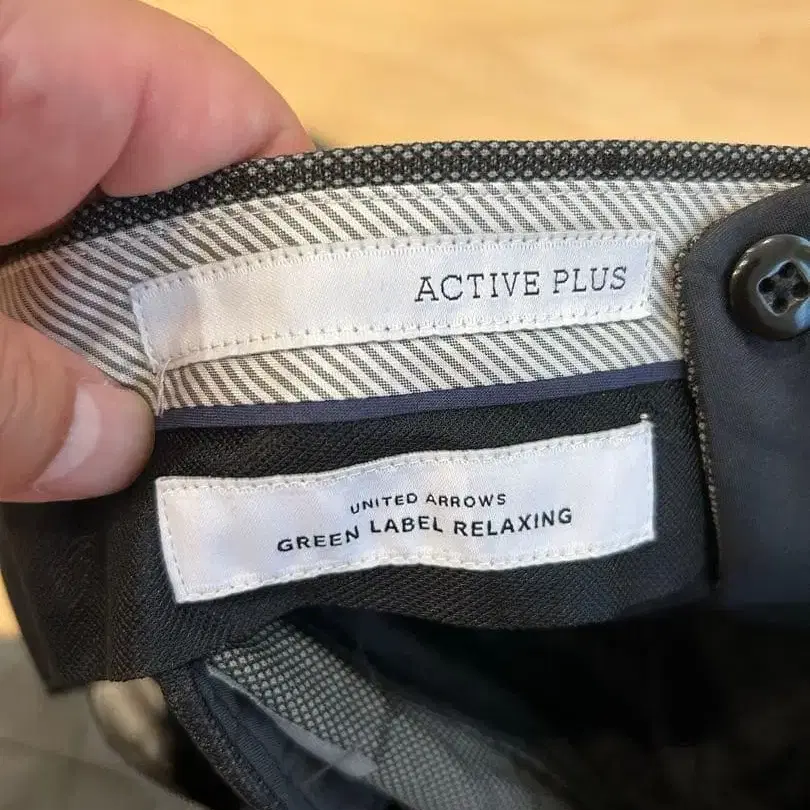 ACTIVE PLUS
UNITED ARROWS
GREEN LABEL RELAXING